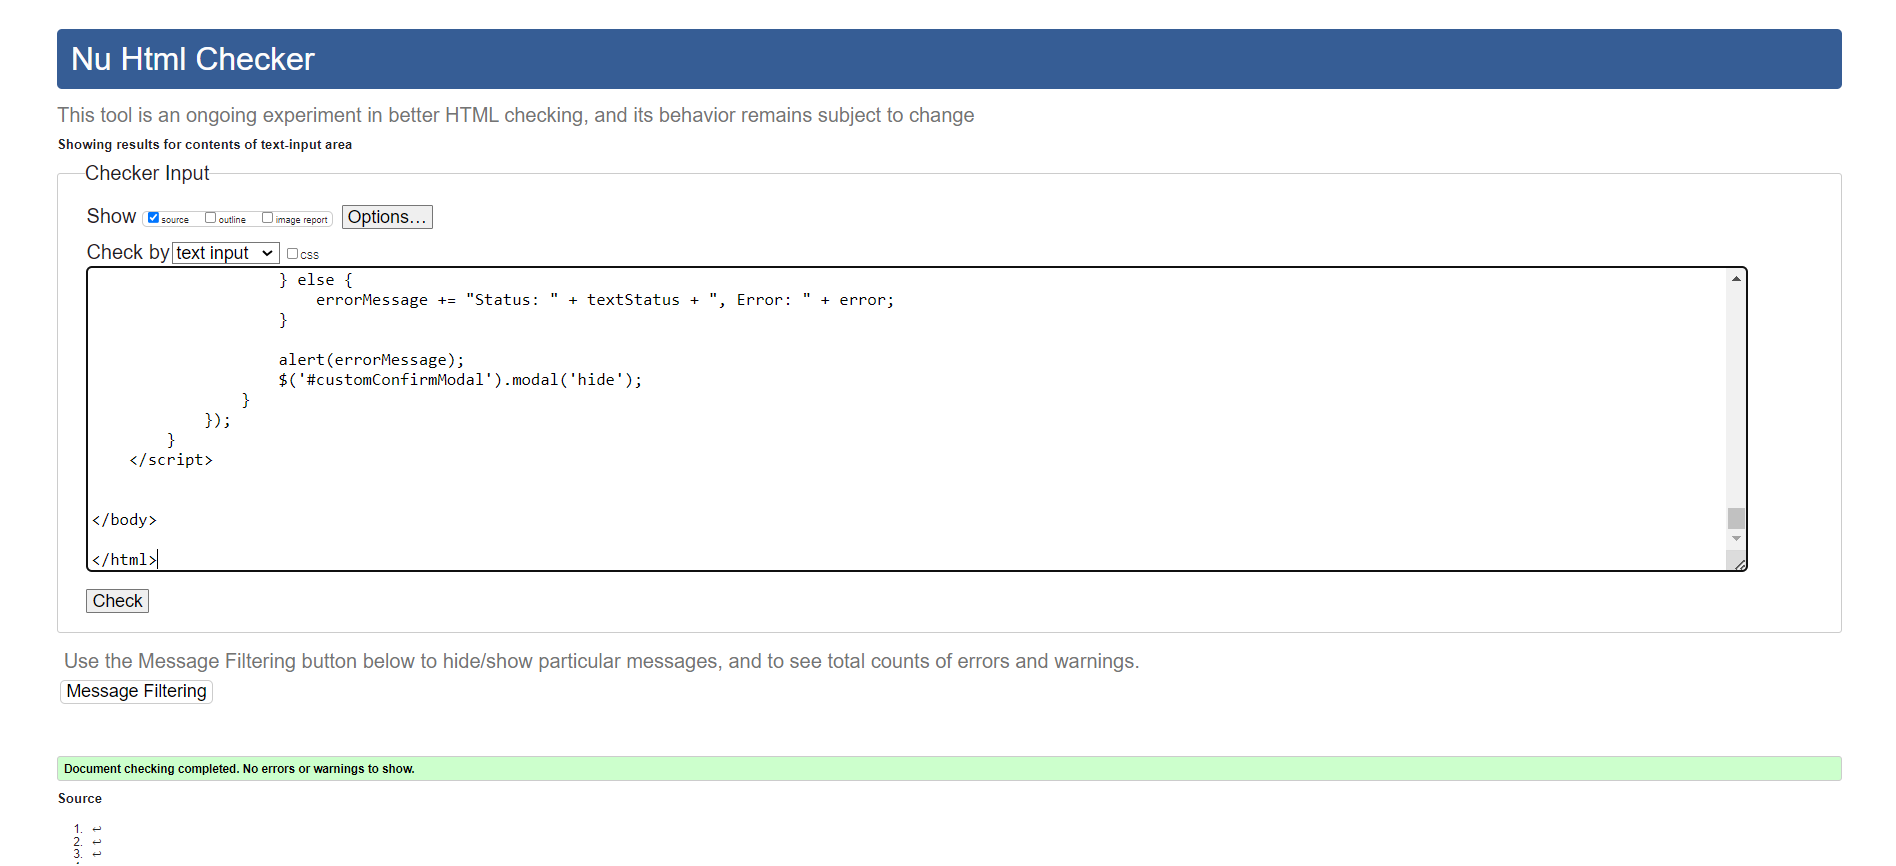 Nu Html Checker
This tool is an ongoing experiment in better HTML checking, and its behavior remains subject to change
Showing results for contents of text-input area
Checker Input
Show source outline image report Options...
Check by text input css
} else {
errorMessage += "Status: " + textStatus + ", Error: " + error;
}
alert(errorMessage);
$('#customConfirmModal').modal('hide');
}
});
}
</script>
</body>
</html>
Check
Use the Message Filtering button below to hide/show particular messages, and to see total counts of errors and warnings.
Message Filtering
Document checking completed. No errors or warnings to show.
Source
1. ↩
2. ↩
3. ↩